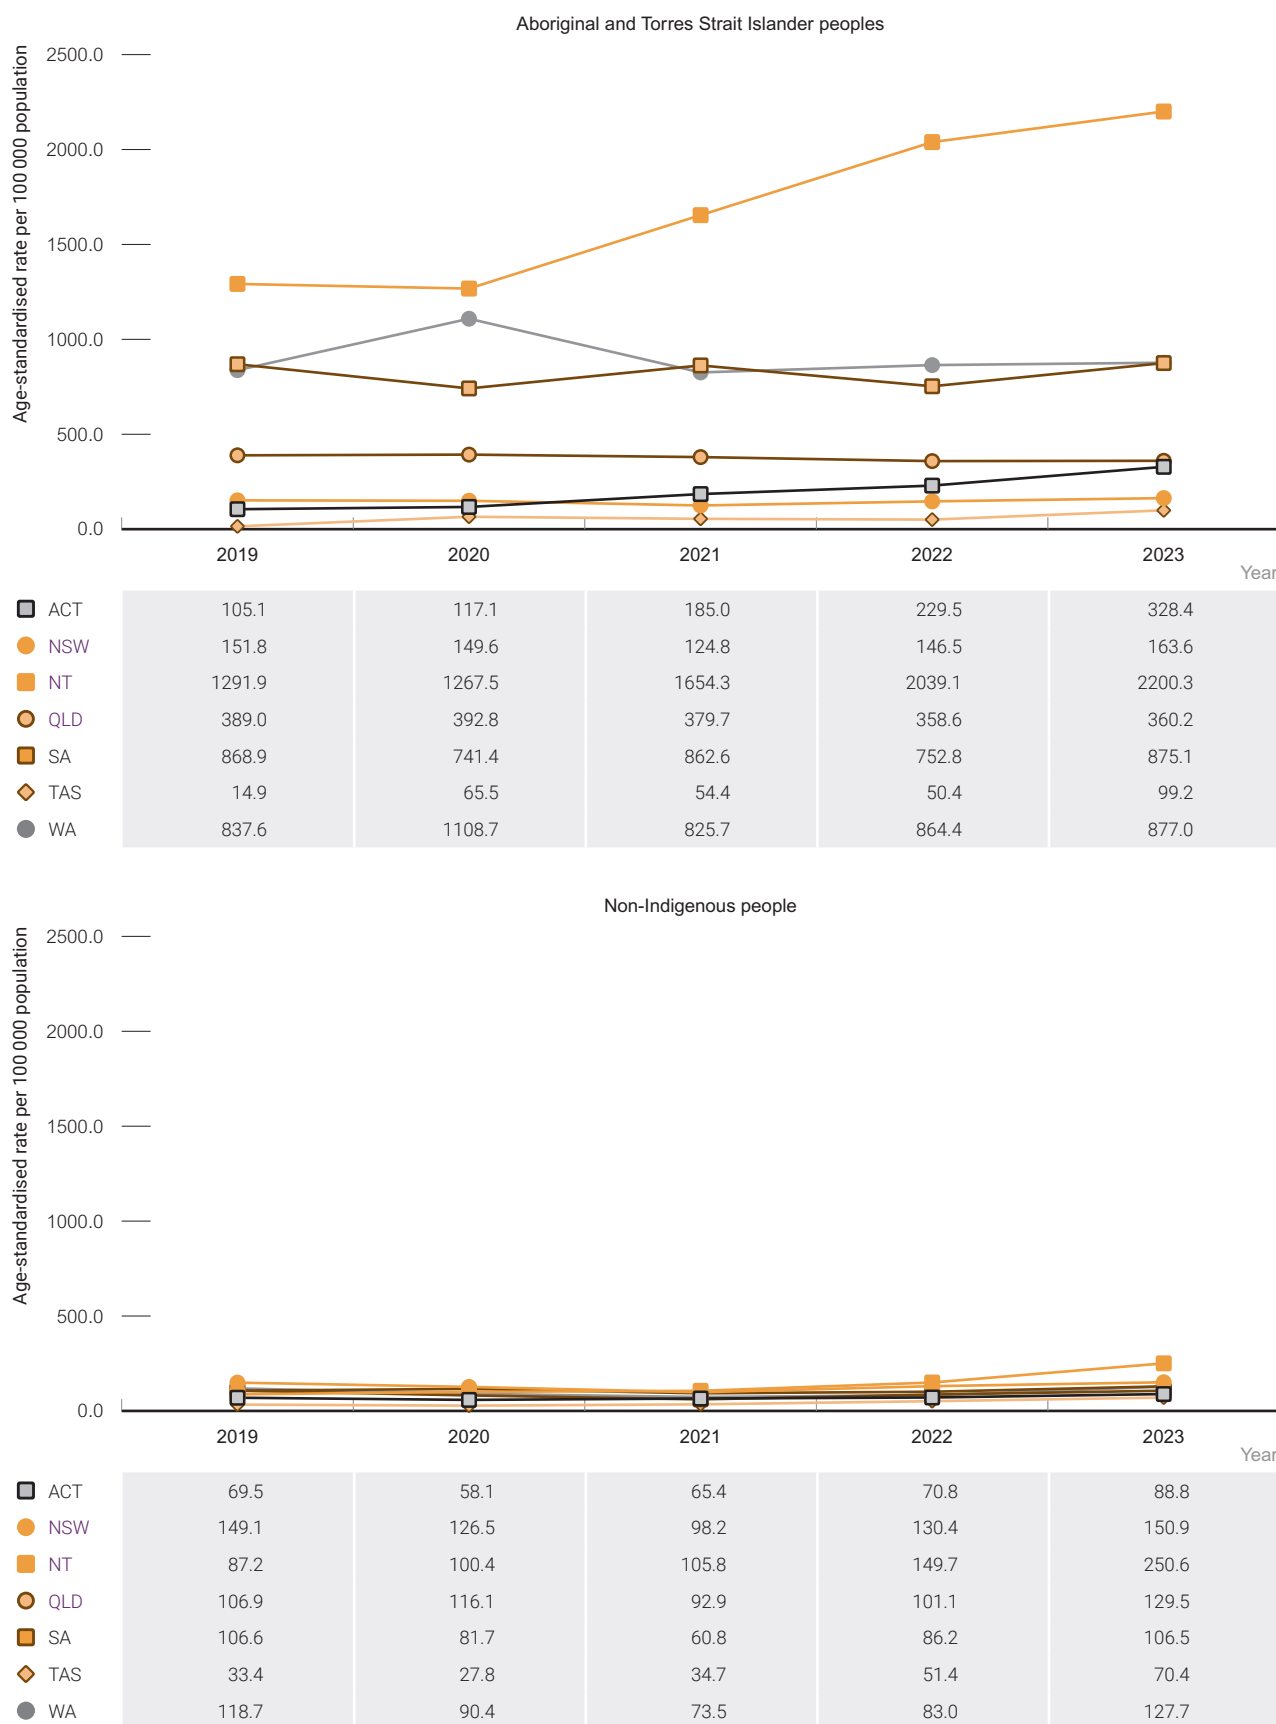 Aboriginal and Torres Strait Islander peoples
Age-standardised rate per 100 000 population
2500.0
2000.0
1500.0
1000.0
500.0
0.0
2019 2020 2021 2022 2023
Year
ACT 105.1 117.1 185.0 229.5 328.4
NSW 151.8 149.6 124.8 146.5 163.6
NT 1291.9 1267.5 1654.3 2039.1 2200.3
QLD 389.0 392.8 379.7 358.6 360.2
SA 868.9 741.4 862.6 752.8 875.1
TAS 14.9 65.5 54.4 50.4 99.2
WA 837.6 1108.7 825.7 864.4 877.0
Non-Indigenous people
Age-standardised rate per 100 000 population
2500.0
2000.0
1500.0
1000.0
500.0
0.0
2019 2020 2021 2022 2023
Year
ACT 69.5 58.1 65.4 70.8 88.8
NSW 149.1 126.5 98.2 130.4 150.9
NT 87.2 100.4 105.8 149.7 250.6
QLD 106.9 116.1 92.9 101.1 129.5
SA 106.6 81.7 60.8 86.2 106.5
TAS 33.4 27.8 34.7 51.4 70.4
WA 118.7 90.4 73.5 83.0 127.7